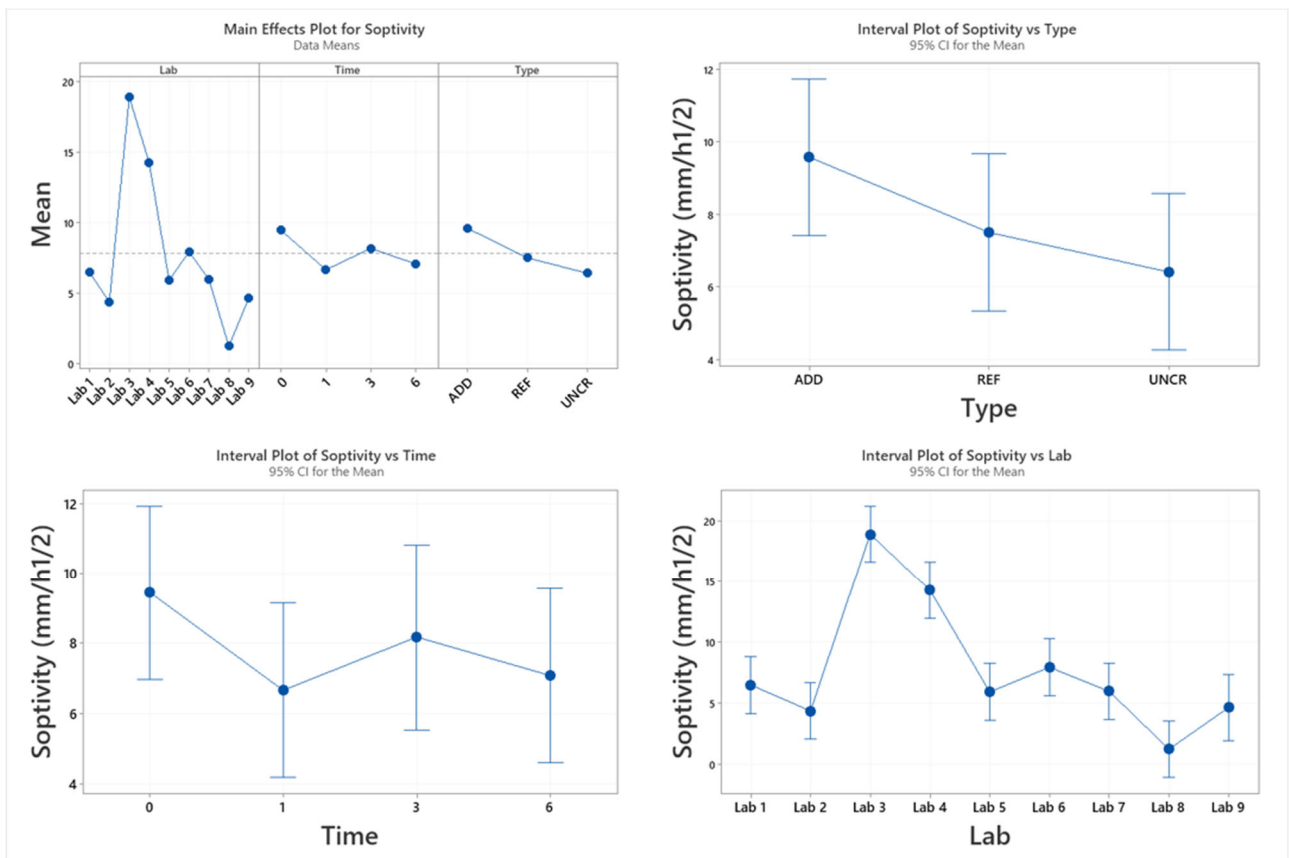 Main Effects Plot for Soptivity
Data Means
Lab Time Type
20
15
10
5
0
Mean
Lab 1 Lab 2 Lab 3 Lab 4 Lab 5 Lab 6 Lab 7 Lab 8 Lab 9 0 1 3 6 ADD REF UNCR
Interval Plot of Soptivity vs Type
95% CI for the Mean
12
10
8
6
4
Soptivity (mm/h1/2)
ADD REF UNCR
Type
Interval Plot of Soptivity vs Time
95% CI for the Mean
12
10
8
6
4
Soptivity (mm/h1/2)
0 1 3 6
Time
Interval Plot of Soptivity vs Lab
95% CI for the Mean
20
15
10
5
0
Soptivity (mm/h1/2)
Lab 1 Lab 2 Lab 3 Lab 4 Lab 5 Lab 6 Lab 7 Lab 8 Lab 9
Lab